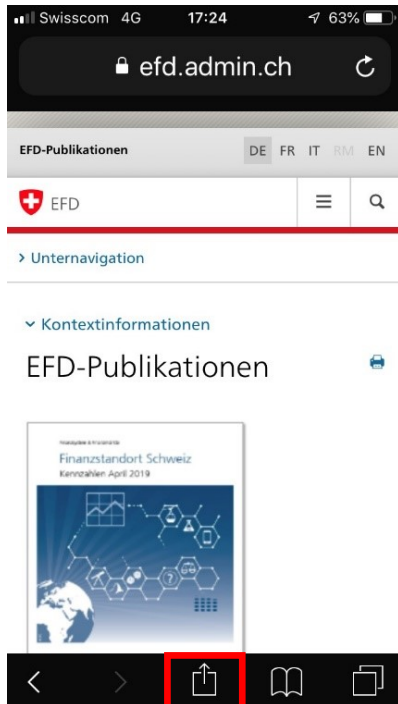 Swisscom 4G 17:24 63%
efd.admin.ch
EFD-Publikationen DE FR IT RM EN
EFD
Unternavigation
Kontextinformationen
EFD-Publikationen
Finanzstandort Schweiz
Kennzahlen April 2019